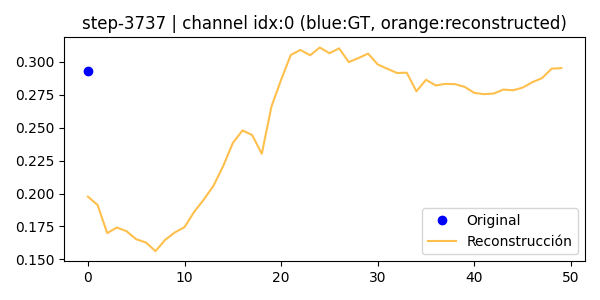 step-3737 | channel idx:0 (blue:GT, orange:reconstructed)
0.300
0.275
0.250
0.225
0.200
0.175
0.150
0 10 20 30 40 50
Original
Reconstrucción